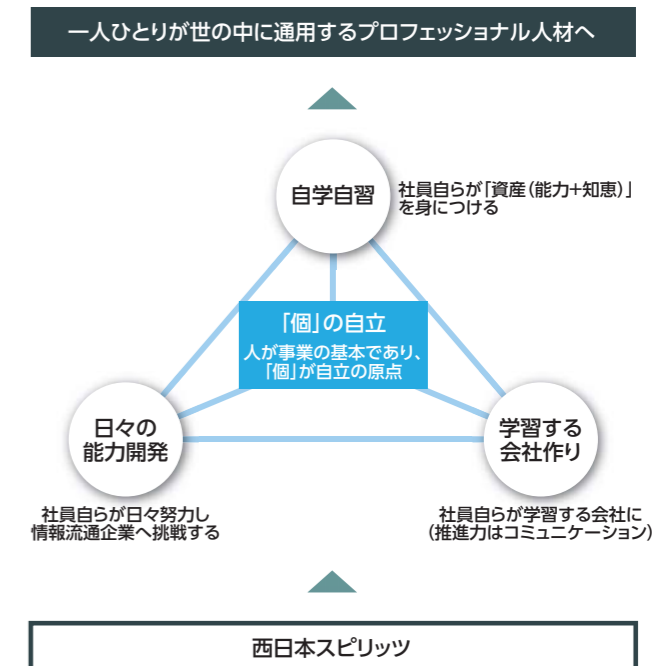 一人ひとりが世の中に通用するプロフェッショナル人材へ
自学自習
社員自らが「資産(能力+知恵)」
を身につける
「個」の自立
人が事業の基本であり、
「個」が自立の原点
日々の
能力開発
学習する
会社作り
社員自らが日々努力し
情報流通企業へ挑戦する
社員自らが学習する会社に
(推進力はコミュニケーション)
西日本スピリッツ